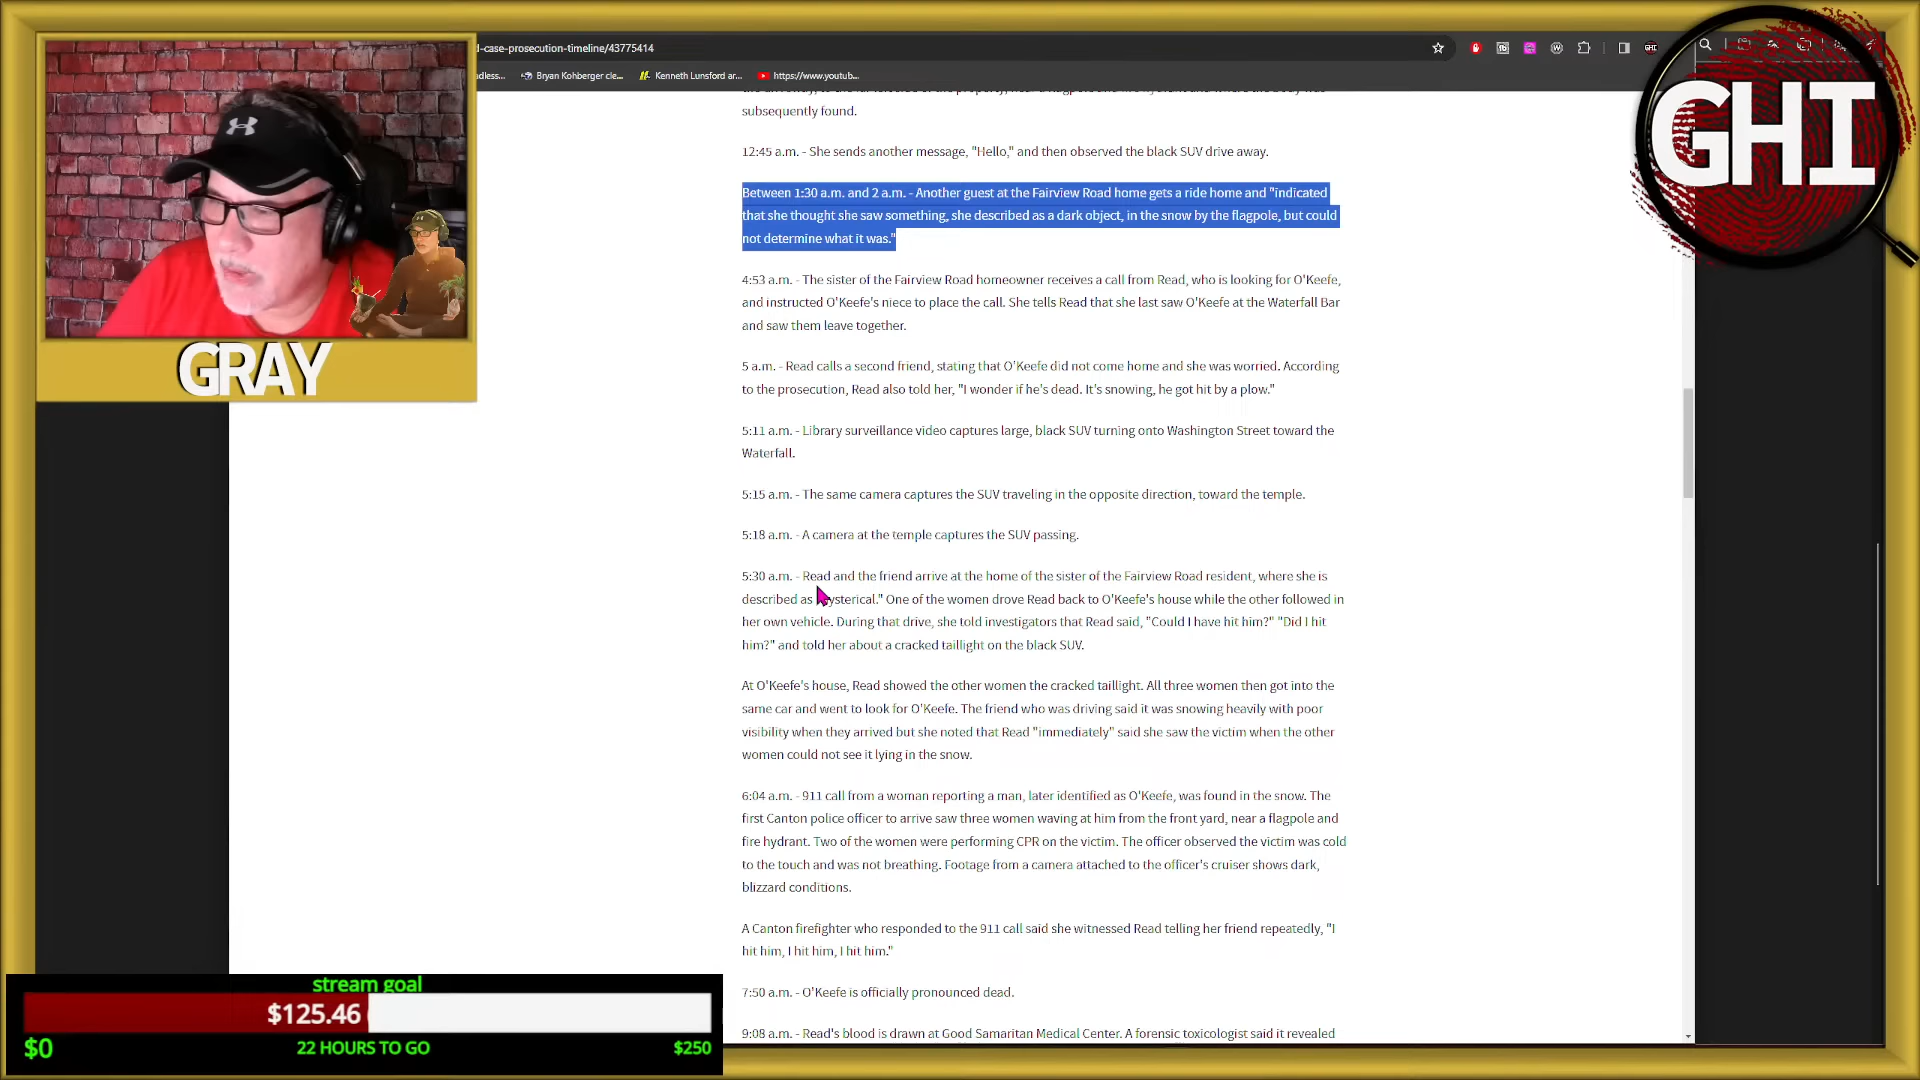 d-case-prosecution-timeline/43775414
ndless...
Bryan Kohberger cle...
Kenneth Lunsford ar...
https://www.youtub...
GHI
GRAY
subsequently found.
12:45 a.m. - She sends another message, "Hello," and then observed the black SUV drive away.
Between 1:30 a.m. and 2 a.m. - Another guest at the Fairview Road home gets a ride home and "indicated
that she thought she saw something, she described as a dark object, in the snow by the flagpole, but could
not determine what it was."
4:53 a.m. - The sister of the Fairview Road homeowner receives a call from Read, who is looking for O'Keefe,
and instructed O'Keefe's niece to place the call. She tells Read that she last saw O'Keefe at the Waterfall Bar
and saw them leave together.
5 a.m. - Read calls a second friend, stating that O'Keefe did not come home and she was worried. According
to the prosecution, Read also told her, "I wonder if he's dead. It's snowing, he got hit by a plow."
5:11 a.m. - Library surveillance video captures large, black SUV turning onto Washington Street toward the
Waterfall.
5:15 a.m. - The same camera captures the SUV traveling in the opposite direction, toward the temple.
5:18 a.m. - A camera at the temple captures the SUV passing.
5:30 a.m. - Read and the friend arrive at the home of the sister of the Fairview Road resident, where she is
described as ysterical." One of the women drove Read back to O'Keefe's house while the other followed in
her own vehicle. During that drive, she told investigators that Read said, "Could I have hit him?" "Did I hit
him?" and told her about a cracked taillight on the black SUV.
At O'Keefe's house, Read showed the other women the cracked taillight. All three women then got into the
same car and went to look for O'Keefe. The friend who was driving said it was snowing heavily with poor
visibility when they arrived but she noted that Read "immediately" said she saw the victim when the other
women could not see it lying in the snow.
6:04 a.m. - 911 call from a woman reporting a man, later identified as O'Keefe, was found in the snow. The
first Canton police officer to arrive saw three women waving at him from the front yard, near a flagpole and
fire hydrant. Two of the women were performing CPR on the victim. The officer observed the victim was cold
to the touch and was not breathing. Footage from a camera attached to the officer's cruiser shows dark,
blizzard conditions.
A Canton firefighter who responded to the 911 call said she witnessed Read telling her friend repeatedly, "I
hit him, I hit him, I hit him."
7:50 a.m. - O'Keefe is officially pronounced dead.
9:08 a.m. - Read's blood is drawn at Good Samaritan Medical Center. A forensic toxicologist said it revealed
stream goal
$125.46
$0
22 HOURS TO GO
$250